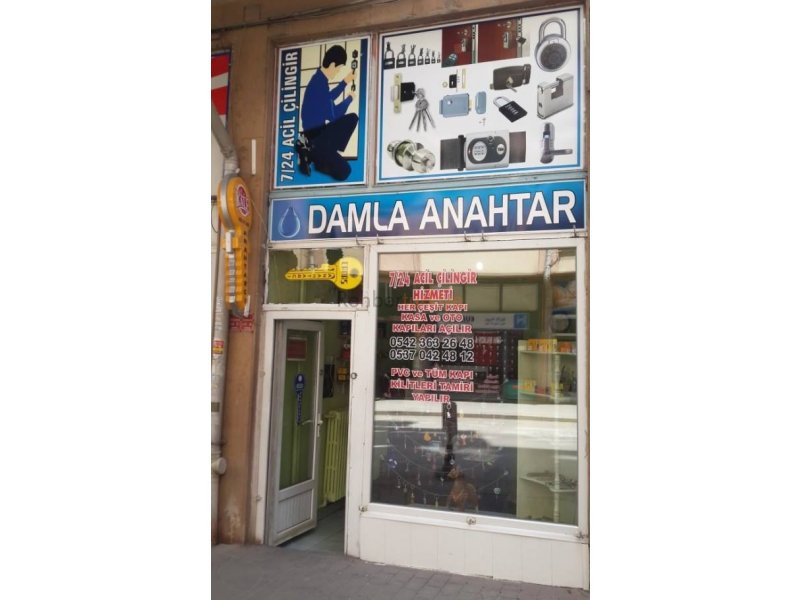 7/24 ACİL ÇİLİNGİR
DAMLA ANAHTAR
7/24 ACİL ÇİLİNGİR
HİZMETİ
HER ÇEŞİT KAPI
KASA ve OTO
KAPILARI AÇILIR
0542 363 26 48
0537 042 48 12
PVC ve TÜM KAPI
KİLİTLERİ TAMİRİ
YAPILIR